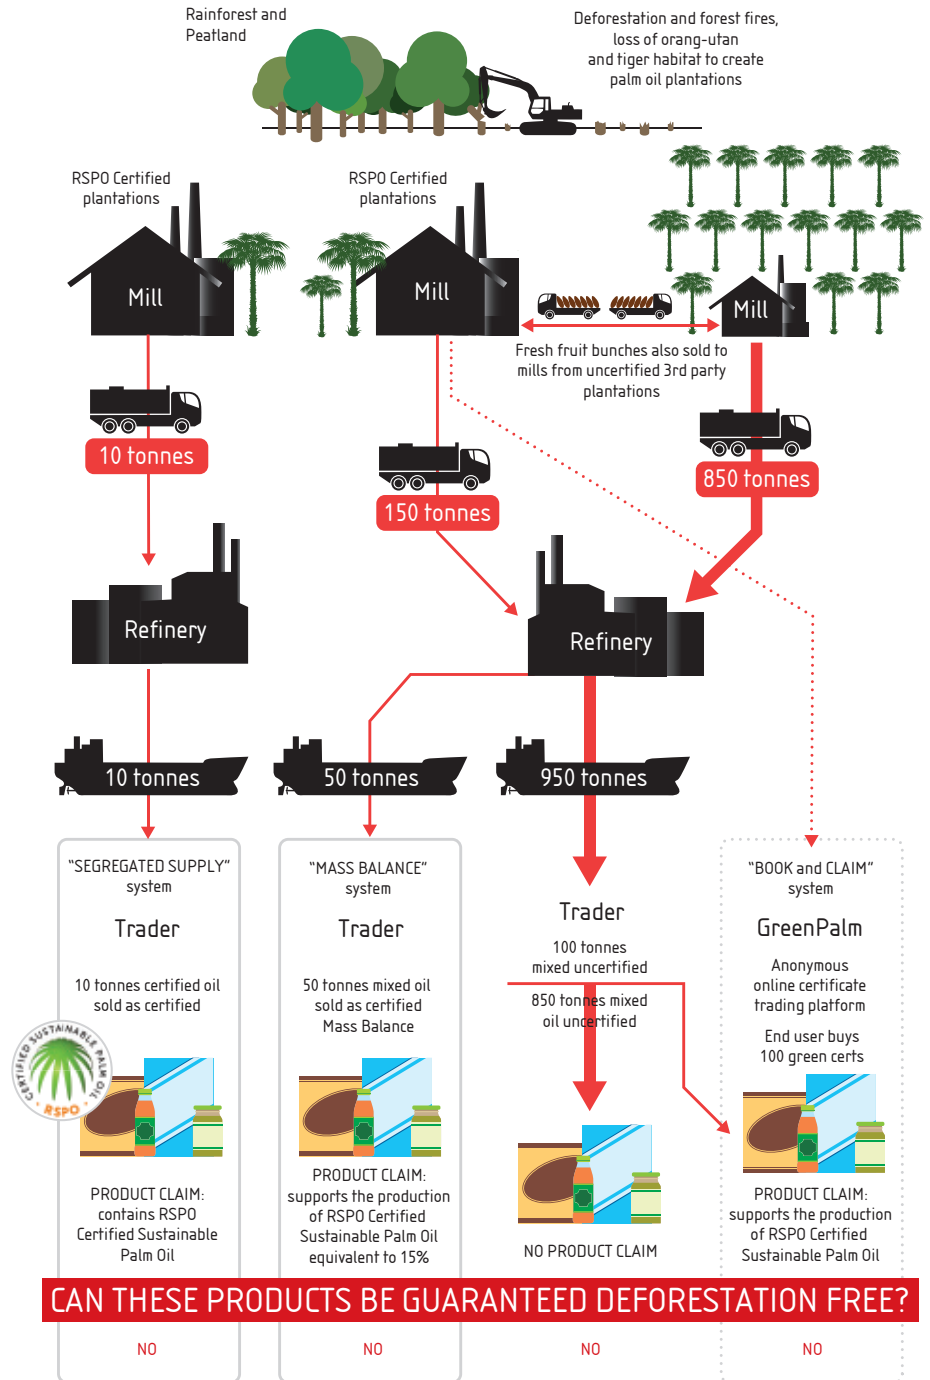 Rainforest and
Peatland
Deforestation and forest fires,
loss of orang-utan
and tiger habitat to create
palm oil plantations
RSPO Certified
plantations
RSPO Certified
plantations
Mill
Mill
Mill
Fresh fruit bunches also sold to
mills from uncertified 3rd party
plantations
10 tonnes
150 tonnes
850 tonnes
Refinery
Refinery
10 tonnes
50 tonnes
950 tonnes
“SEGREGATED SUPPLY”
system
Trader
10 tonnes certified oil
sold as certified
CERTIFIED SUSTAINABLE PALM OIL
RSPO
PRODUCT CLAIM:
contains RSPO
Certified Sustainable
Palm Oil
“MASS BALANCE”
system
Trader
50 tonnes mixed oil
sold as certified
Mass Balance
PRODUCT CLAIM:
supports the production
of RSPO Certified
Sustainable Palm Oil
equivalent to 15%
Trader
100 tonnes
mixed uncertified
850 tonnes mixed
oil uncertified
NO PRODUCT CLAIM
“BOOK and CLAIM”
system
GreenPalm
Anonymous
online certificate
trading platform
End user buys
100 green certs
PRODUCT CLAIM:
supports the production
of RSPO Certified
Sustainable Palm Oil
CAN THESE PRODUCTS BE GUARANTEED DEFORESTATION FREE?
NO
NO
NO
NO